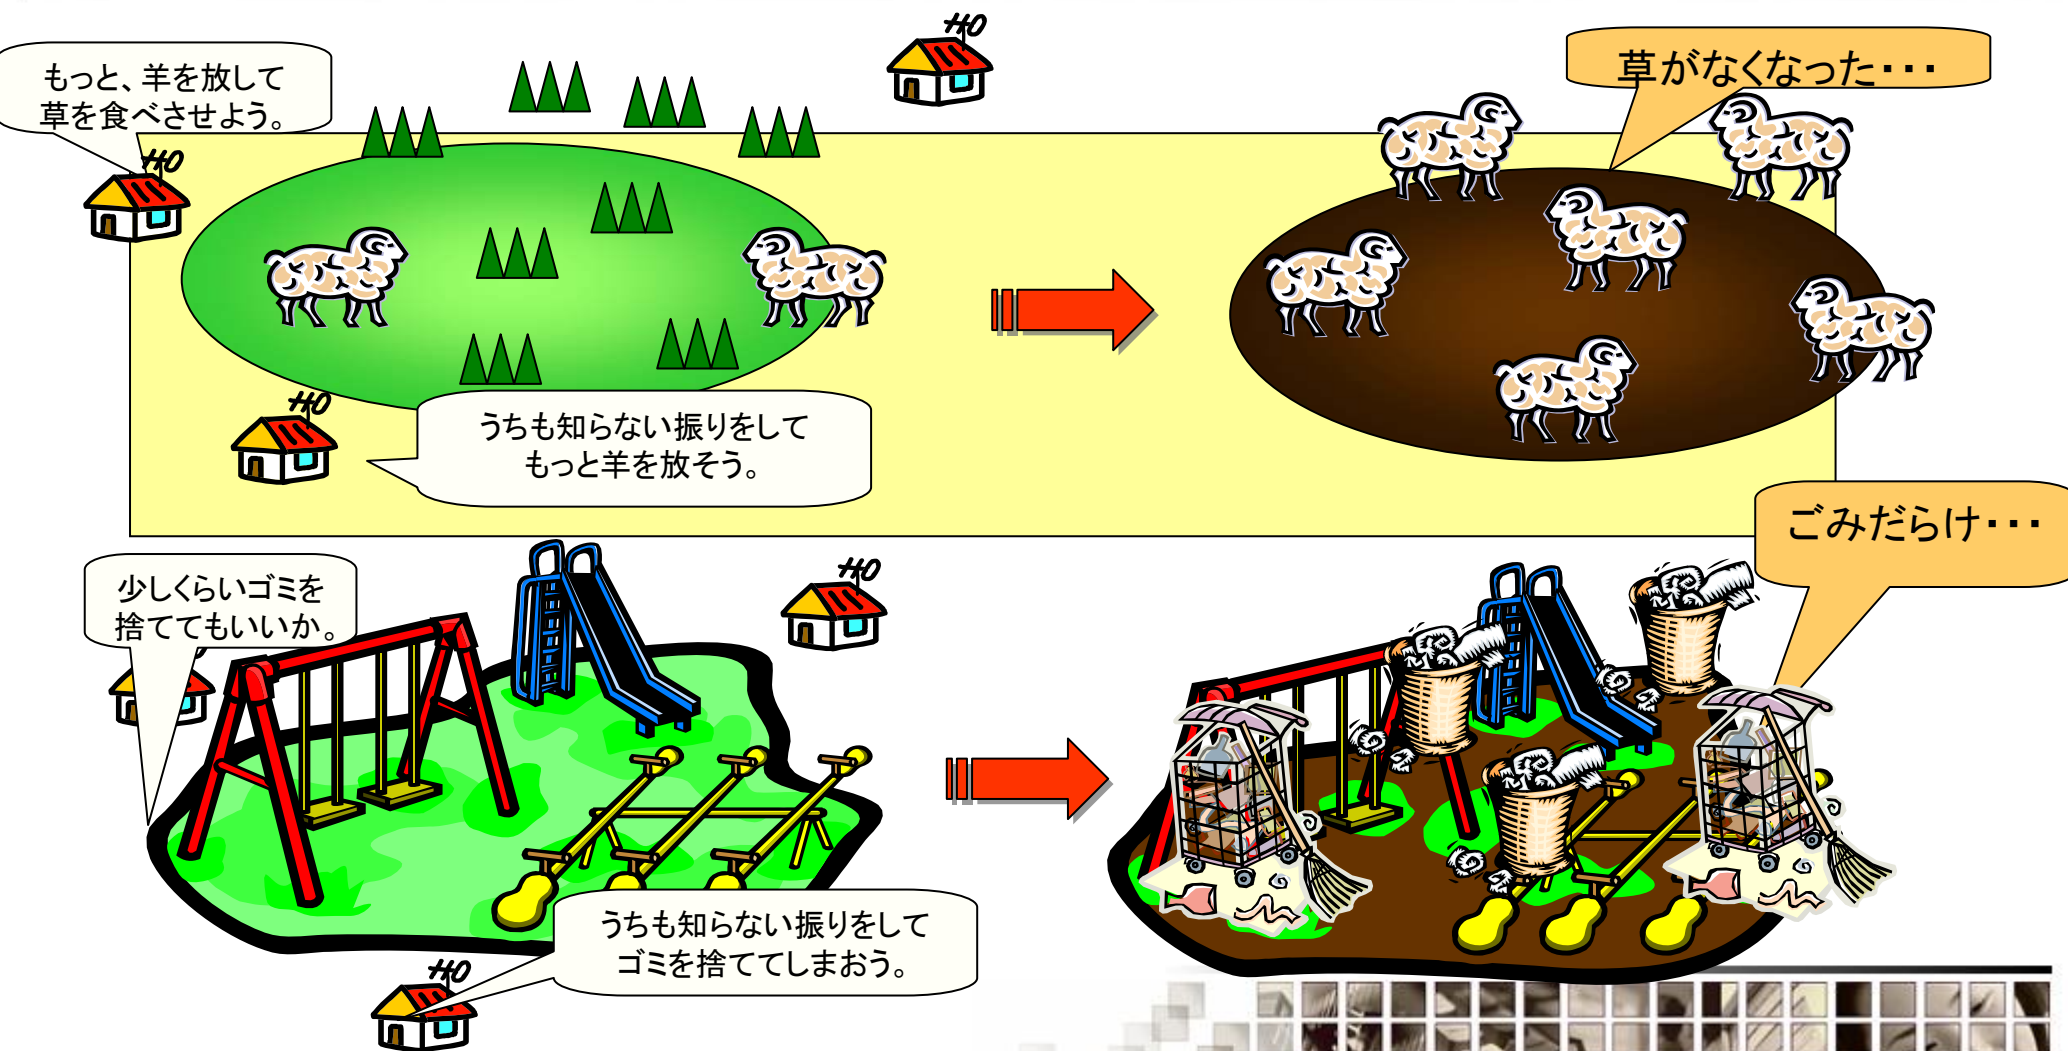 もっと、羊を放して
草を食べさせよう。
草がなくなった・・・
うちも知らない振りをして
もっと羊を放そう。
ごみだらけ・・・
少しくらいゴミを
捨ててもいいか。
うちも知らない振りをして
ゴミを捨ててしまおう。